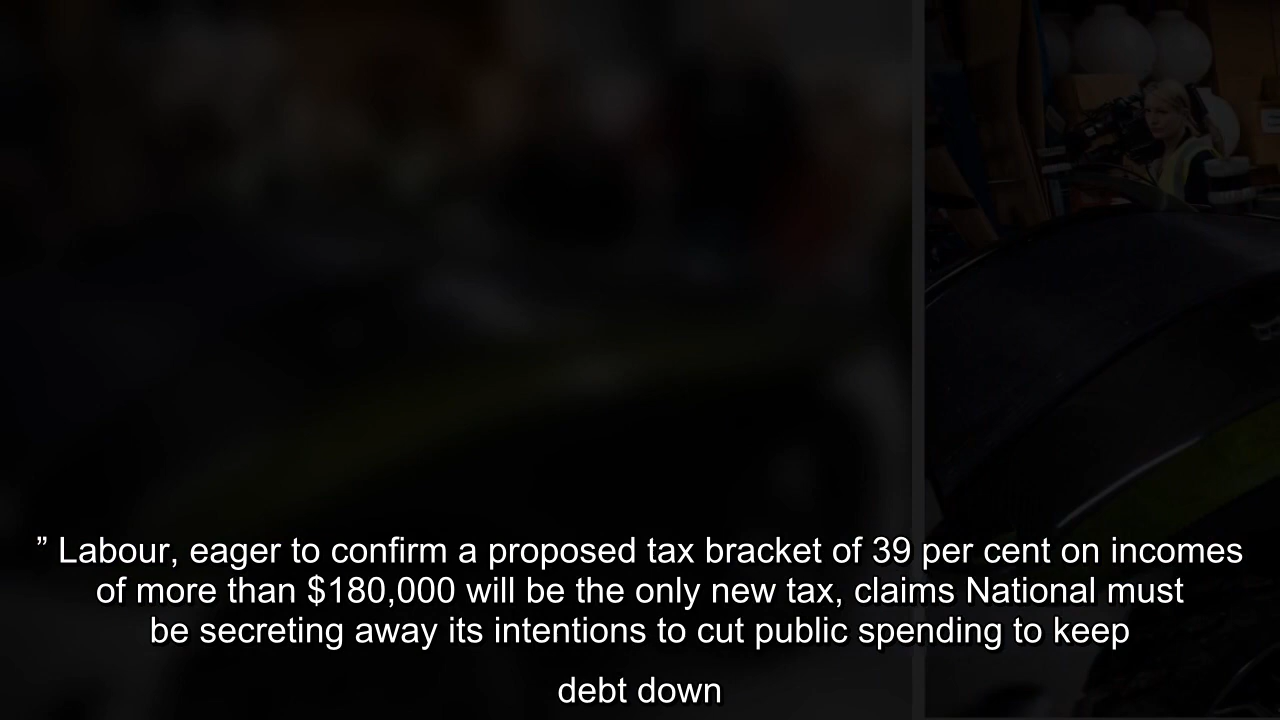 ” Labour, eager to confirm a proposed tax bracket of 39 per cent on incomes
of more than $180,000 will be the only new tax, claims National must
be secreting away its intentions to cut public spending to keep
debt down